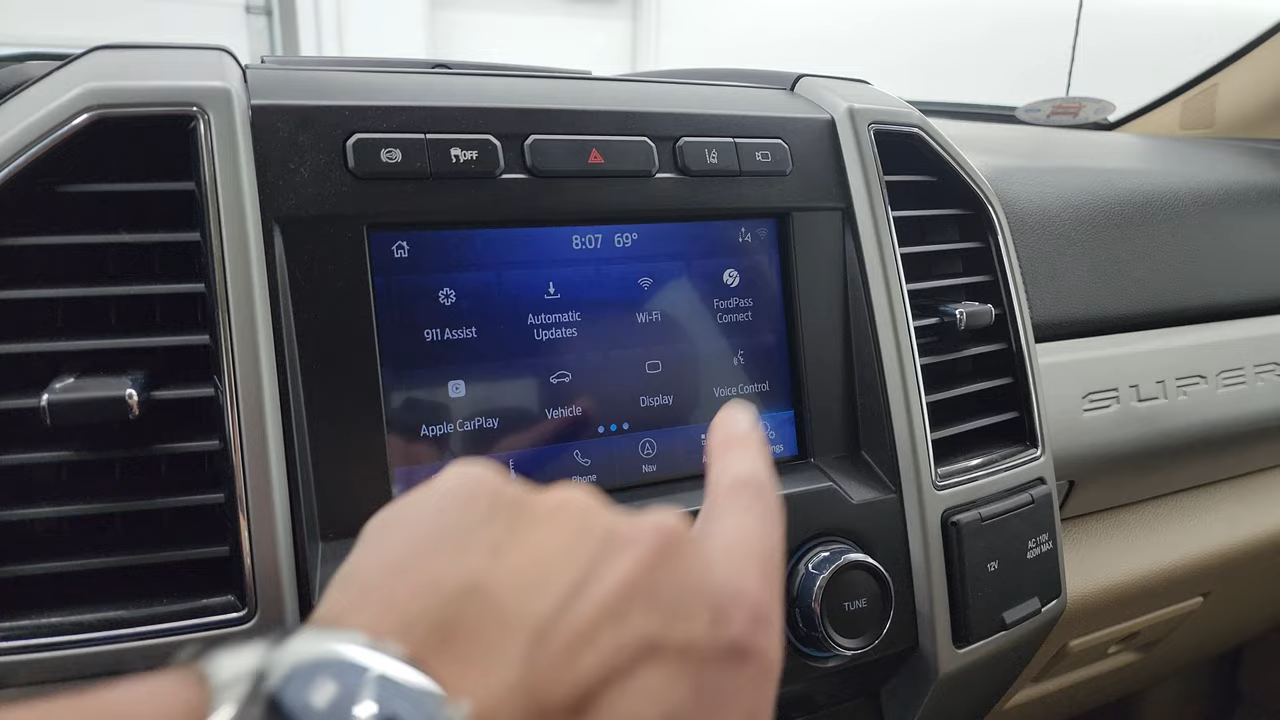 OFF
8:07 69°
911 Assist
Automatic
Updates
Wi-Fi
FordPass
Connect
Apple CarPlay
Vehicle
Display
Voice Control
Phone
Nav
TUNE
12V
AC 110V
400W MAX
SUPER